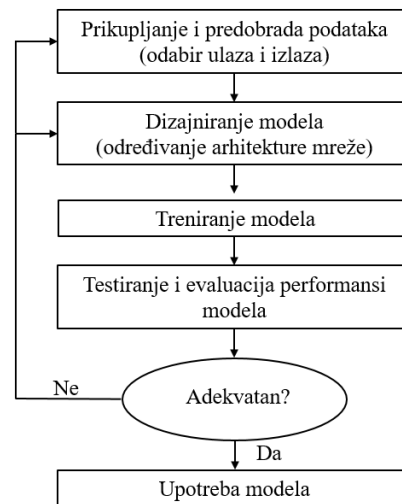 Prikupljanje i predobrada podataka
(odabir ulaza i izlaza)
Dizajniranje modela
(određivanje arhitekture mreže)
Treniranje modela
Testiranje i evaluacija performansi
modela
Ne
Adekvatan?
Da
Upotreba modela